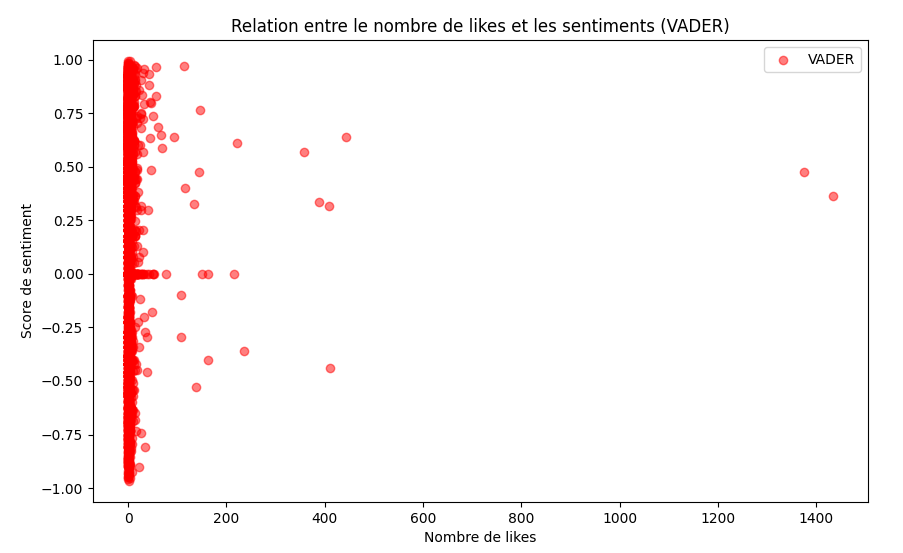 Relation entre le nombre de likes et les sentiments (VADER)
VADER
1.00
0.75
0.50
0.25
0.00
−0.25
−0.50
−0.75
−1.00
Score de sentiment
0 200 400 600 800 1000 1200 1400
Nombre de likes